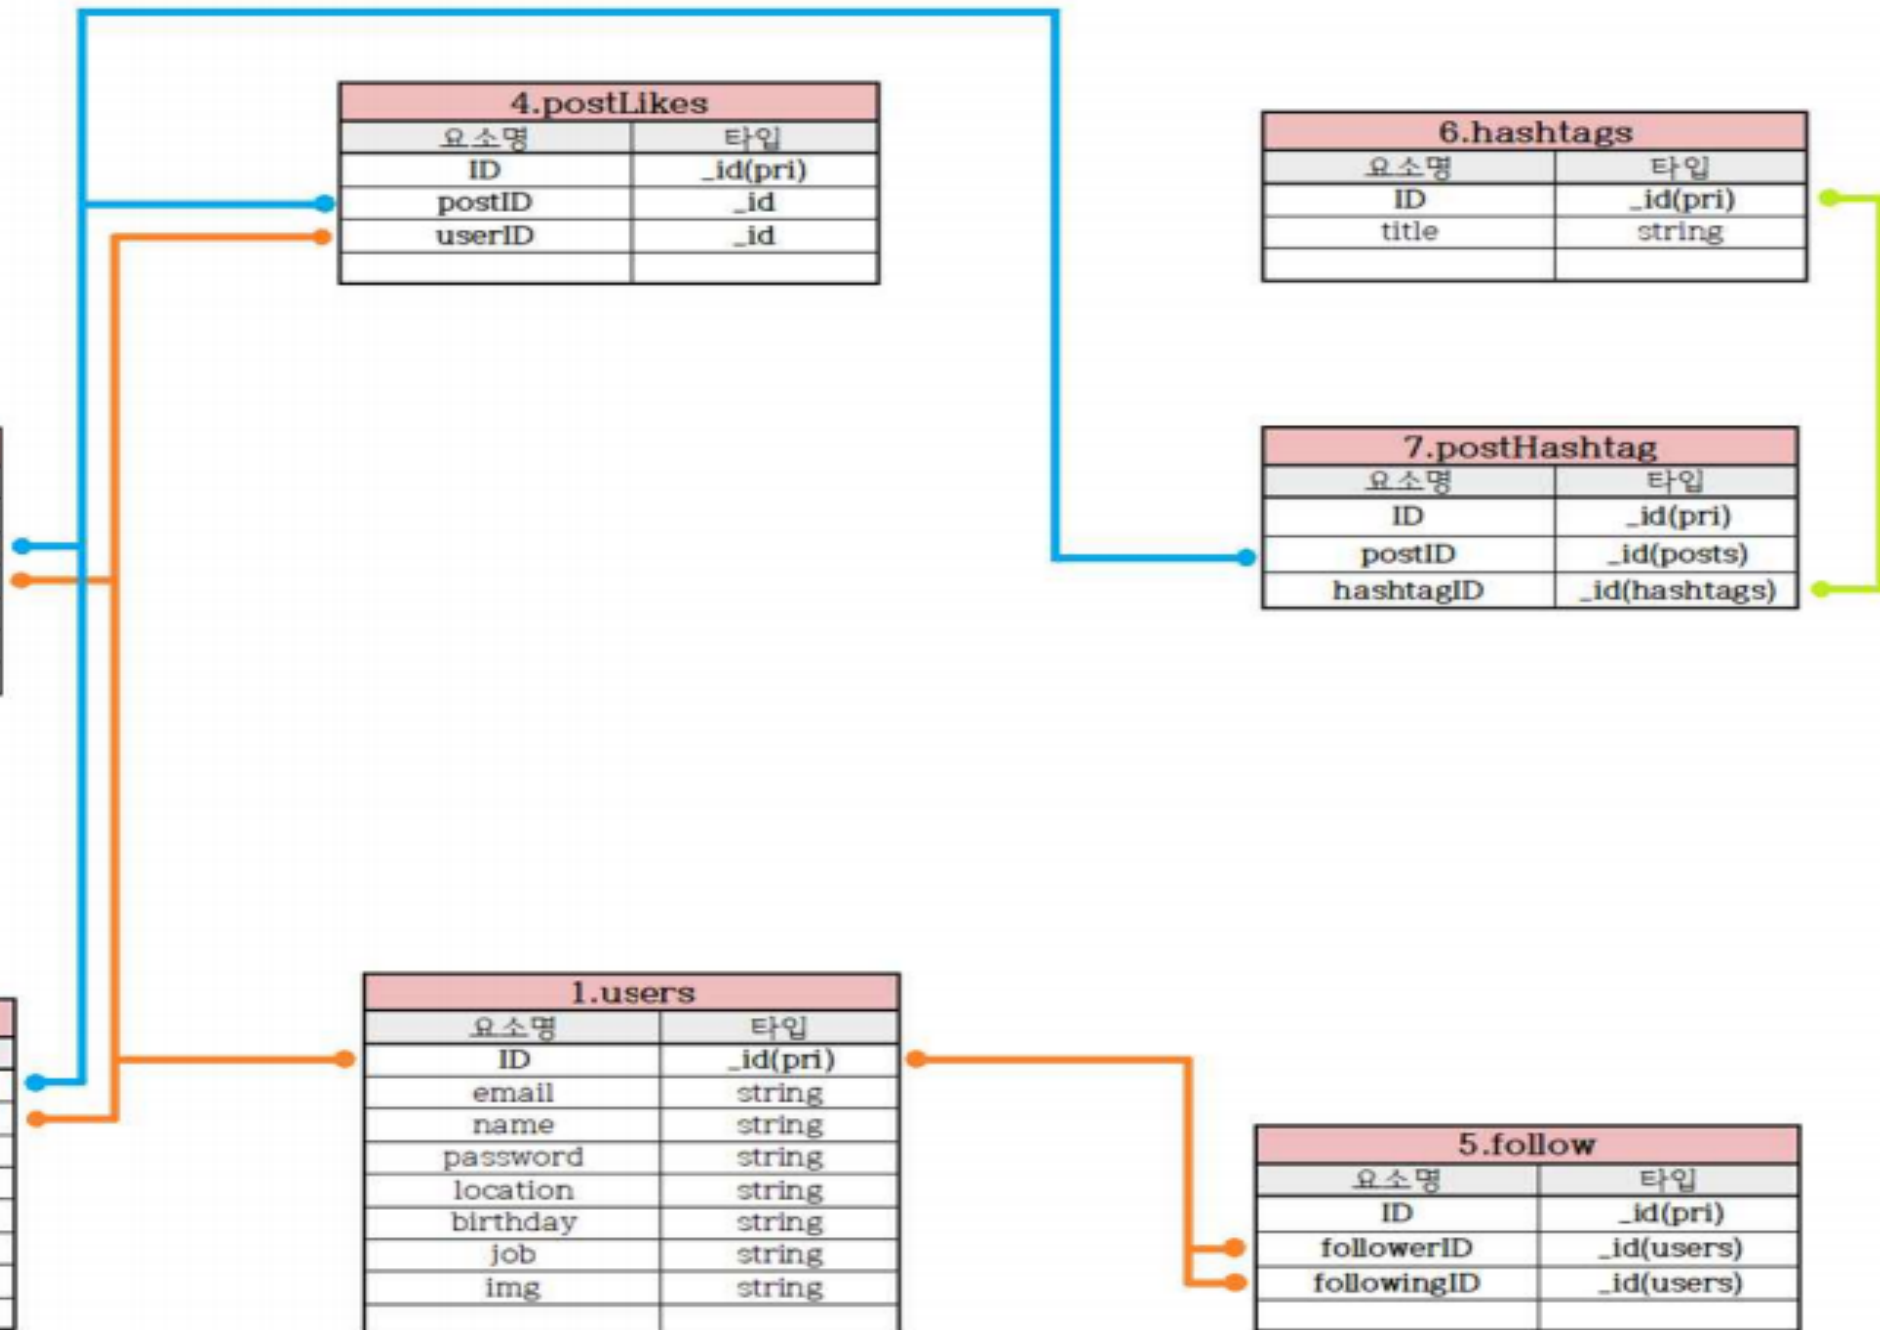 4.postLikes
요소명 타입
ID _id(pri)
postID _id
userID _id
6.hashtags
요소명 타입
ID _id(pri)
title string
7.postHashtag
요소명 타입
ID _id(pri)
postID _id(posts)
hashtagID _id(hashtags)
1.users
요소명 타입
ID _id(pri)
email string
name string
password string
location string
birthday string
job string
img string
5.follow
요소명 타입
ID _id(pri)
followerID _id(users)
followingID _id(users)